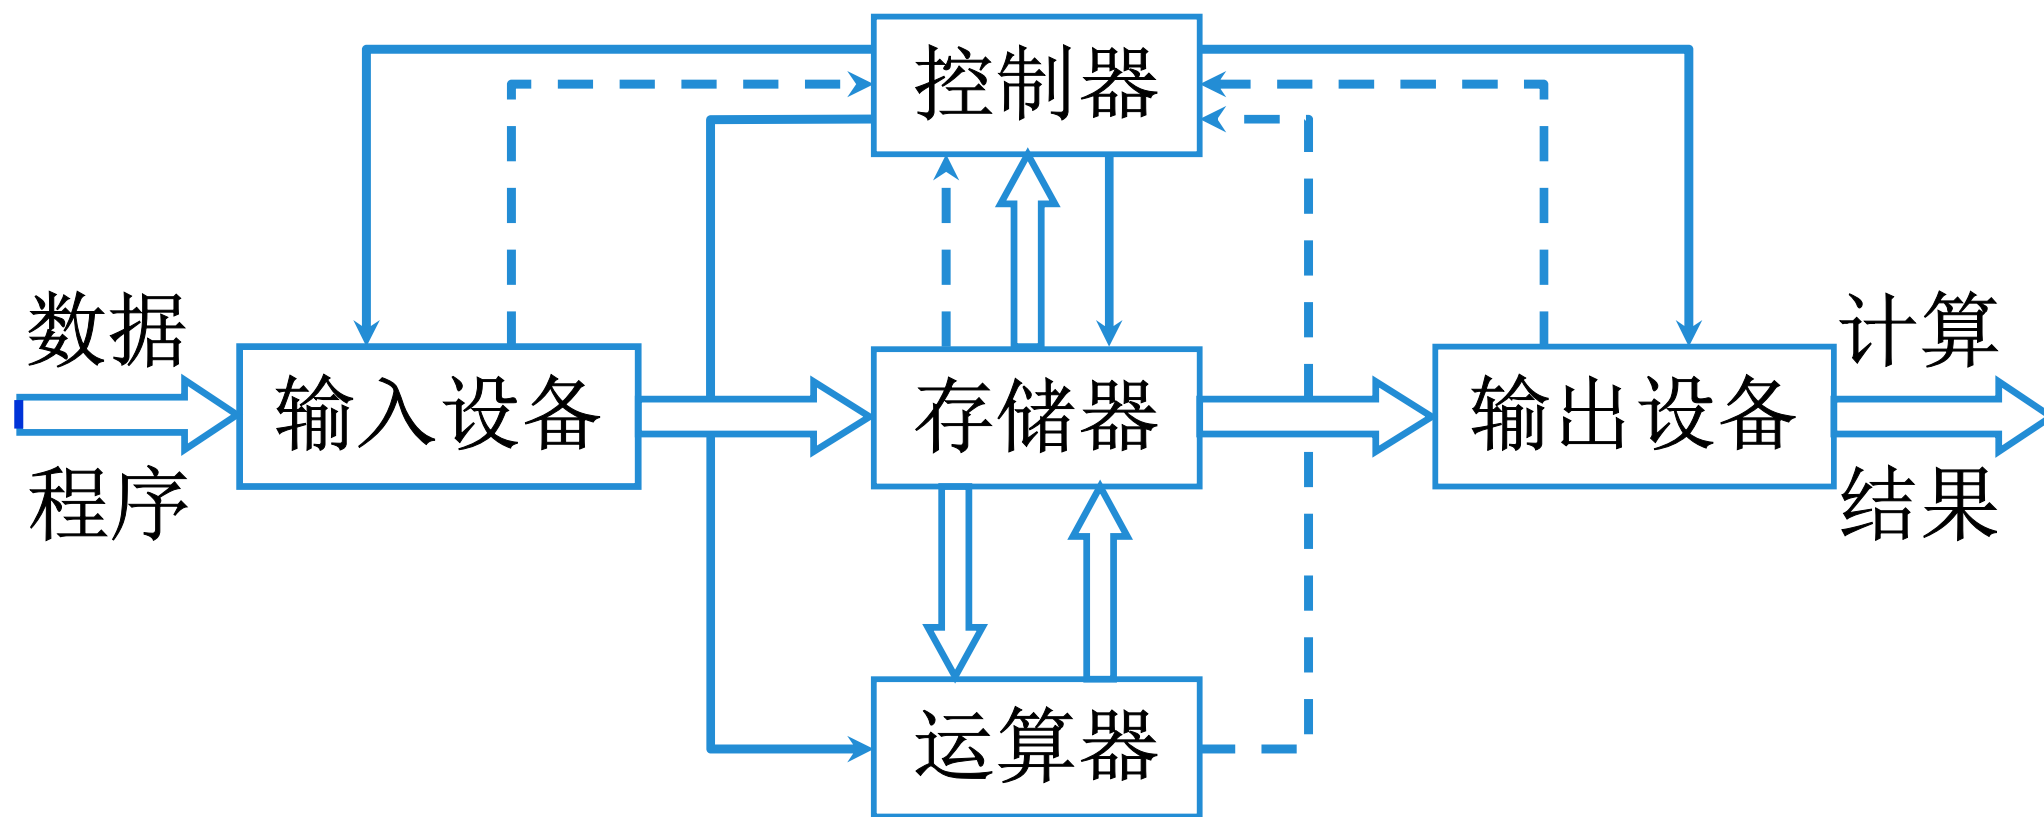 控制器
数据
程序
输入设备
存储器
输出设备
计算
结果
运算器